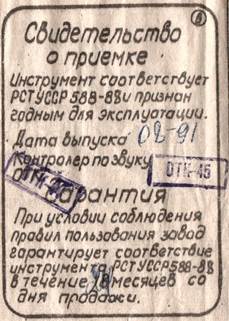 8
Свидетельство
о приемке
Инструмент соответствует
РСТ УССР 588-88 и признан
годным для эксплуатации.
Дата выпуска 02-91
Контролер по звуку
ОТК-45
Гарантия
При условии соблюдения
правил пользования завод
гарантирует соответствие
инструмента РСТ УССР 588-88
в течение 18 месяцев со
дня продажи.